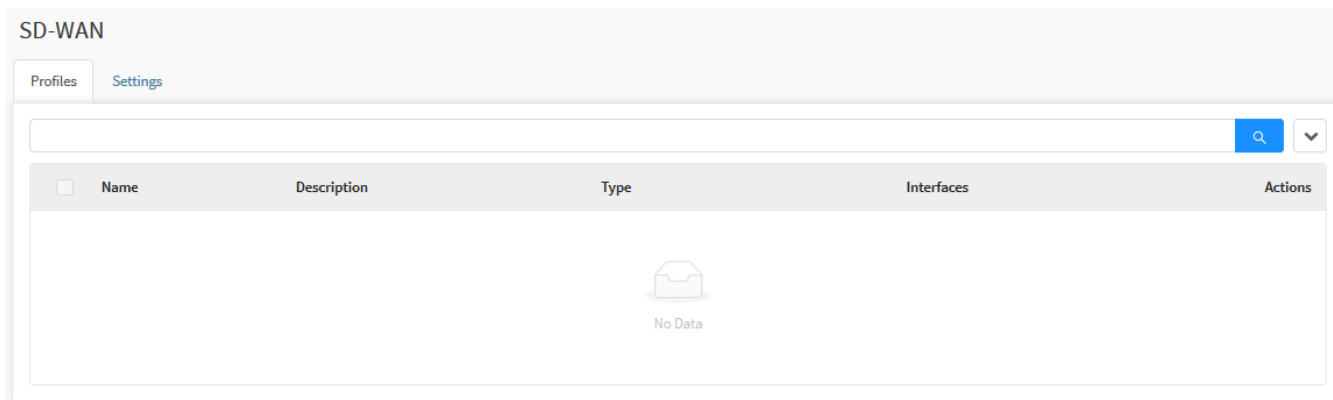 SD-WAN
Profiles Settings
Name Description Type Interfaces Actions
No Data